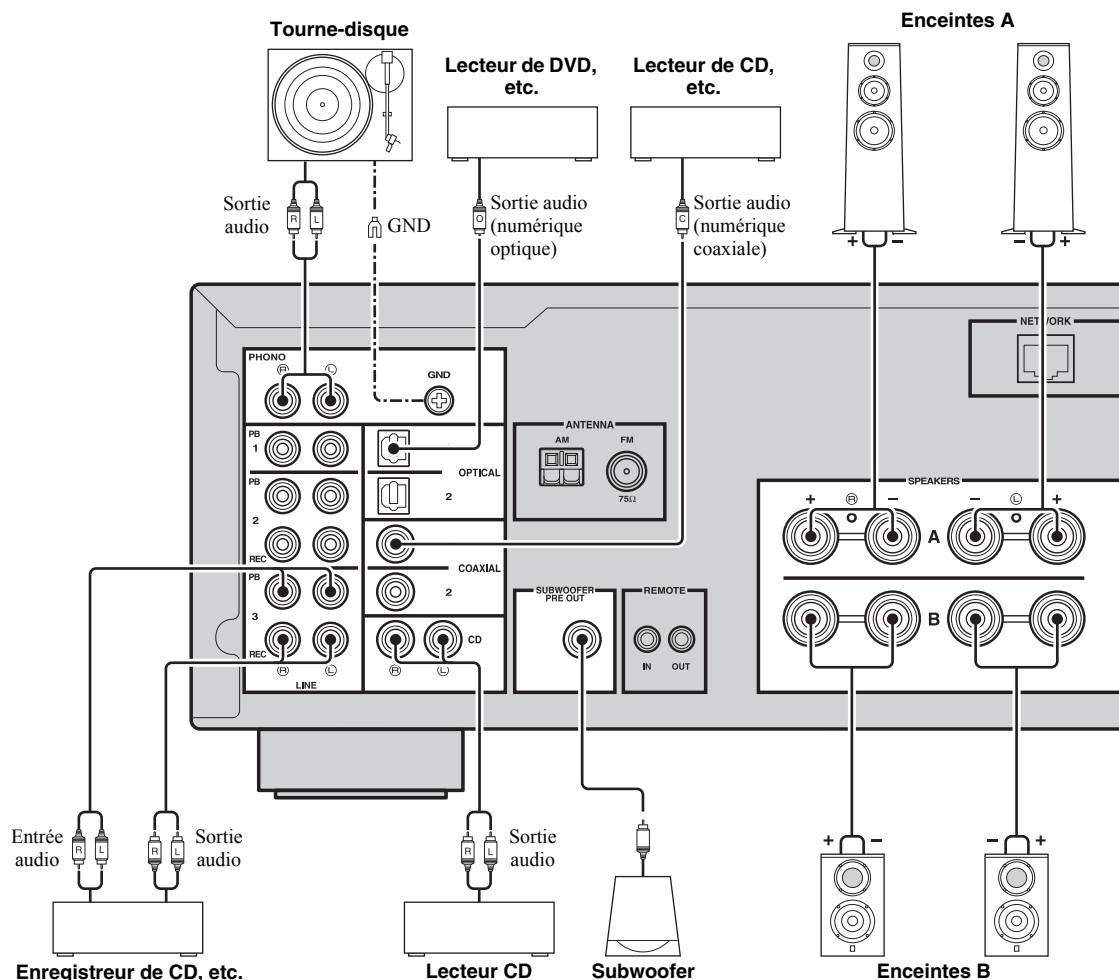 Tourne-disque
Enceintes A
Lecteur de DVD,
etc.
Lecteur de CD,
etc.
Sortie
audio
R L
GND
O
Sortie audio
(numérique
optique)
C
Sortie audio
(numérique
coaxiale)
+ − − +
NETWORK
PHONO
R L
GND
PB
1
OPTICAL
PB
2
2
REC
COAXIAL
PB
3
2
CD
REC
R L
R L
LINE
ANTENNA
AM FM
75Ω
SUBWOOFER
PRE OUT
REMOTE
IN OUT
SPEAKERS
+ R − − L +
A
B
Entrée
audio
R L
R L
Sortie
audio
R L
Sortie
audio
+ − − +
Enregistreur de CD, etc.
Lecteur CD
Subwoofer
Enceintes B